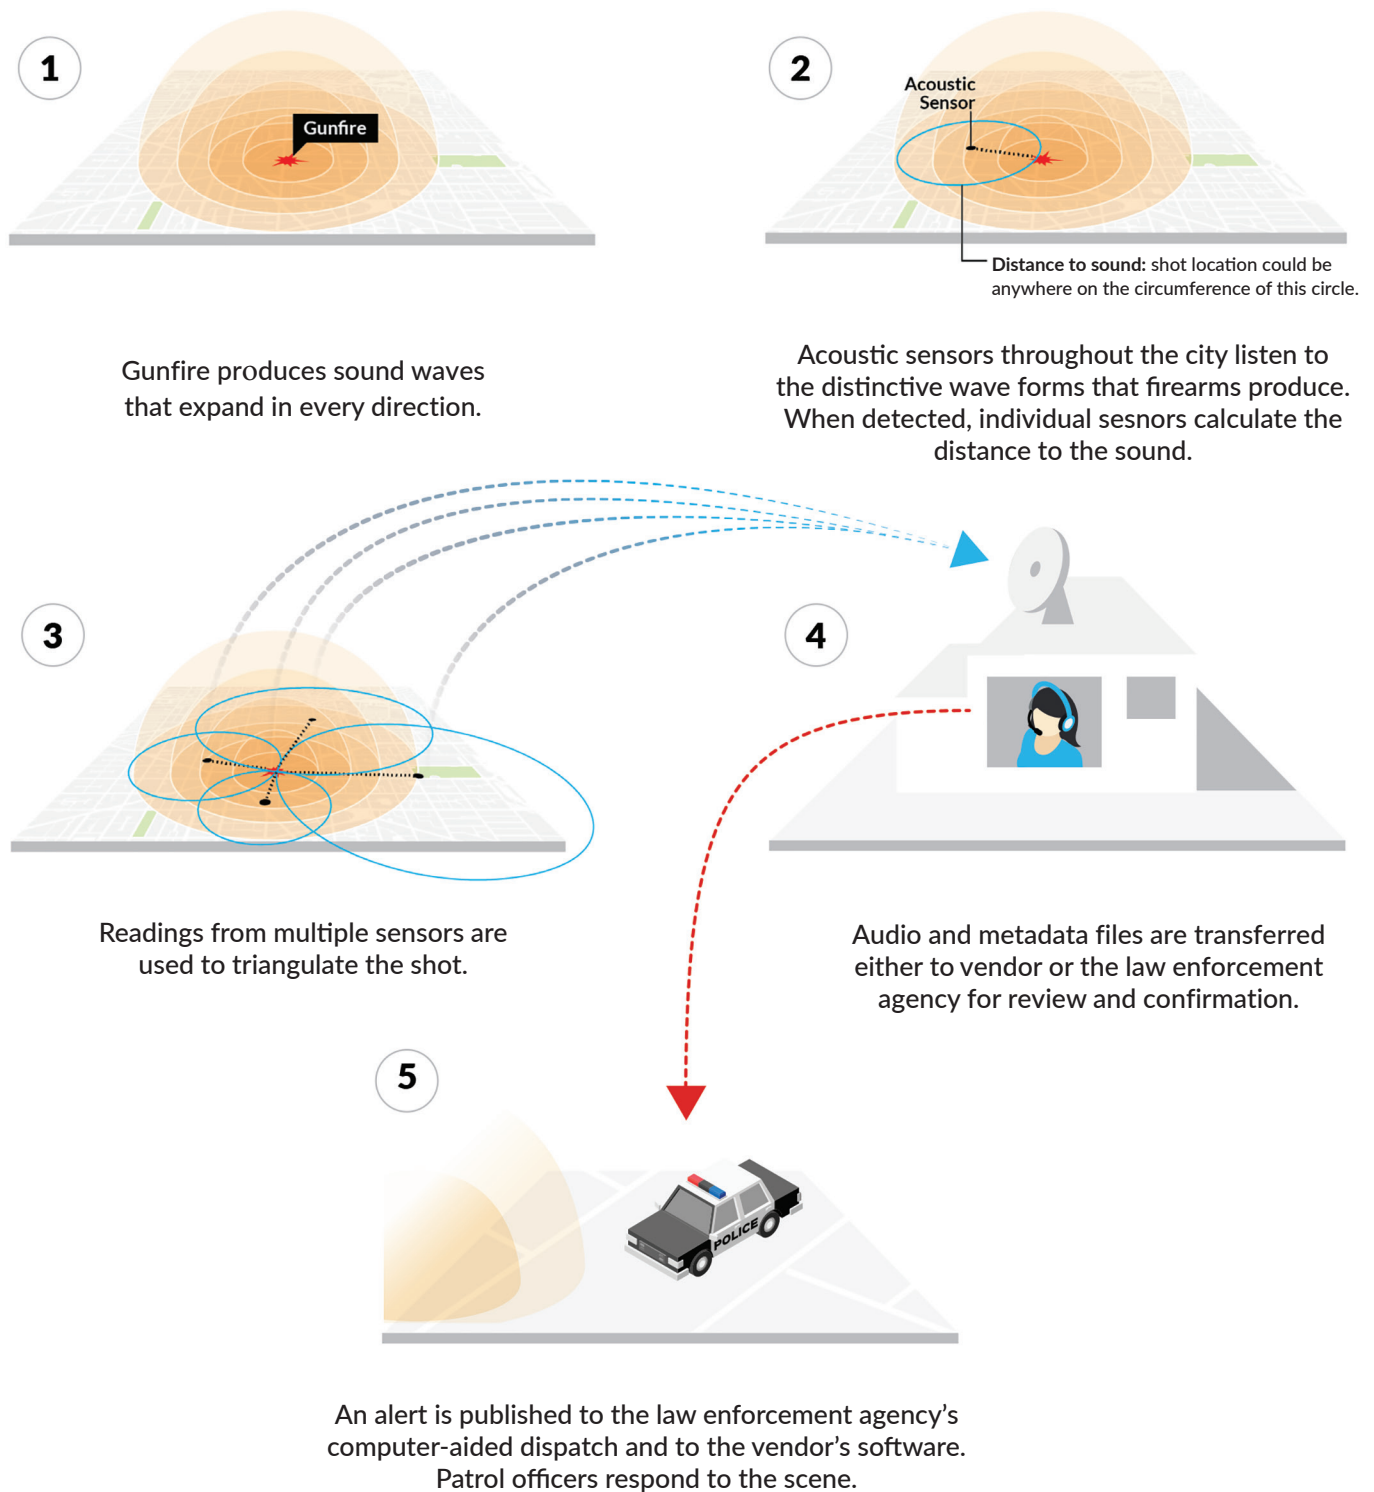 1
Gunfire
Gunfire produces sound waves
that expand in every direction.
2
Acoustic
Sensor
Distance to sound: shot location could be
anywhere on the circumference of this circle.
Acoustic sensors throughout the city listen to
the distinctive wave forms that firearms produce.
When detected, individual sesnors calculate the
distance to the sound.
3
Readings from multiple sensors are
used to triangulate the shot.
4
Audio and metadata files are transferred
either to vendor or the law enforcement
agency for review and confirmation.
5
POLICE
An alert is published to the law enforcement agency’s
computer-aided dispatch and to the vendor’s software.
Patrol officers respond to the scene.